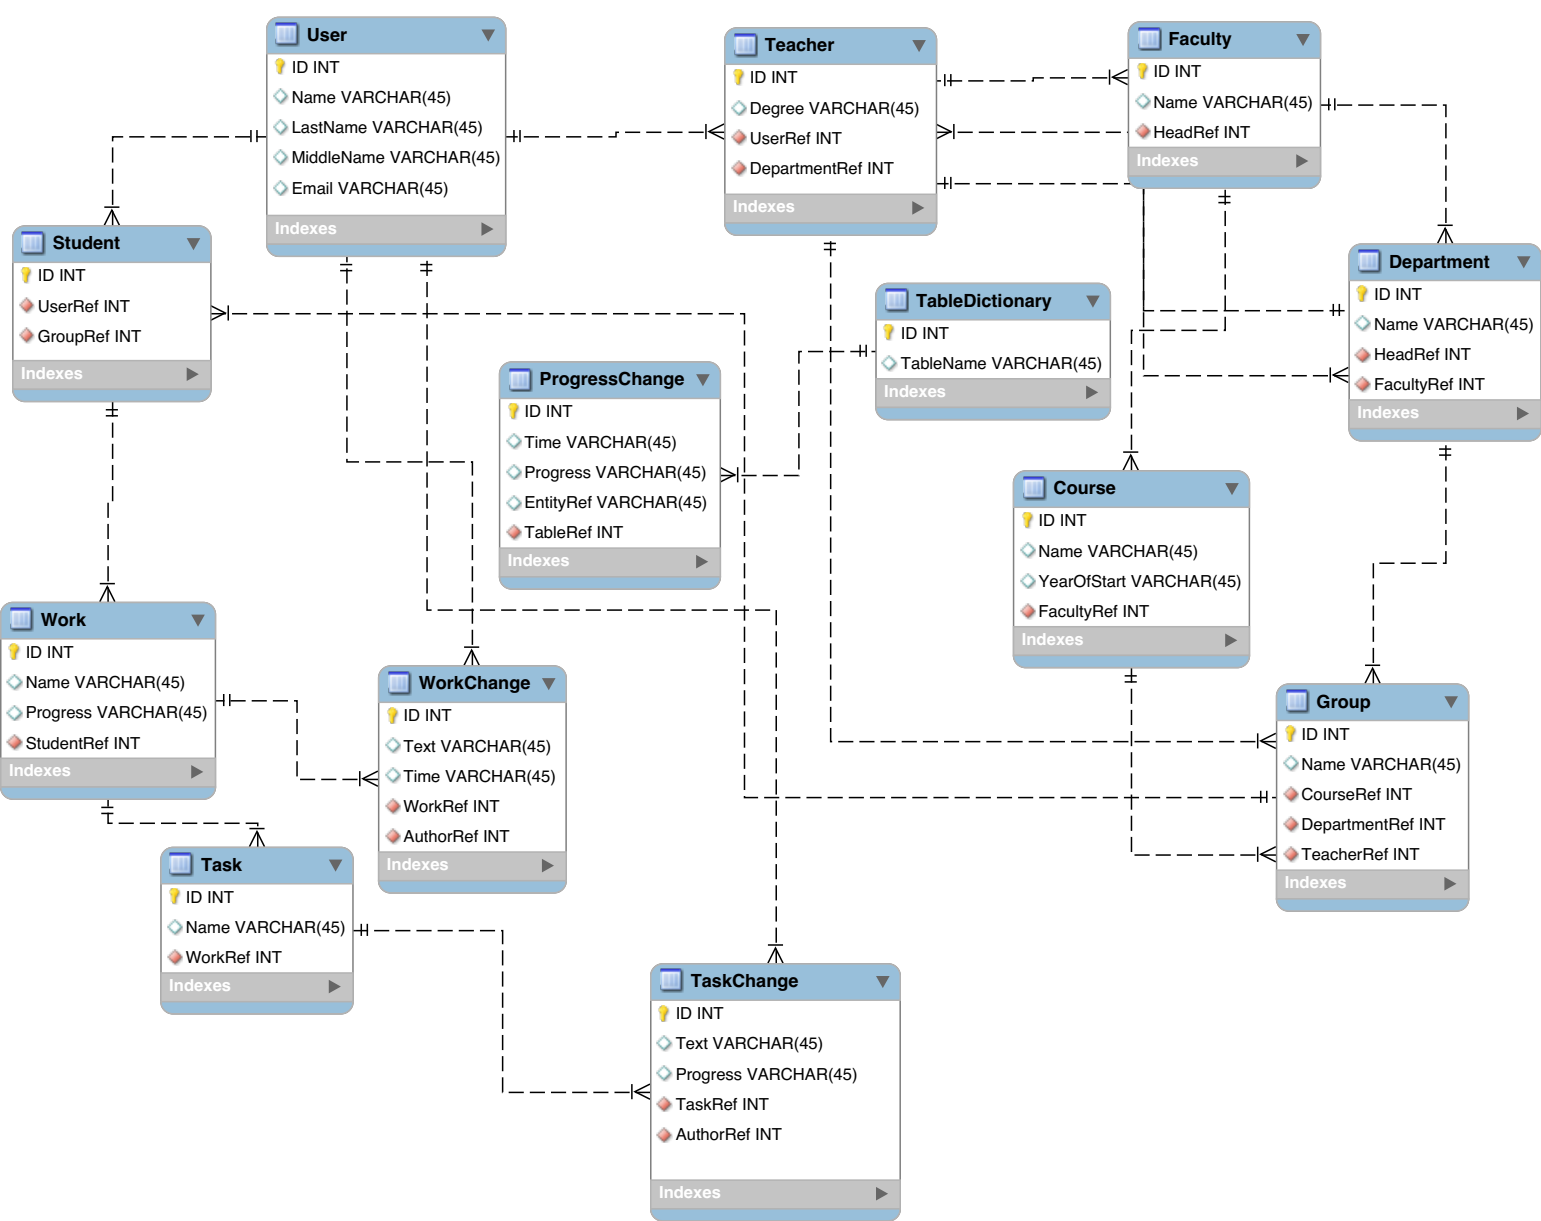 User
ID INT
Name VARCHAR(45)
LastName VARCHAR(45)
MiddleName VARCHAR(45)
Email VARCHAR(45)
Indexes
Teacher
ID INT
Degree VARCHAR(45)
UserRef INT
DepartmentRef INT
Indexes
Faculty
ID INT
Name VARCHAR(45)
HeadRef INT
Indexes
Student
ID INT
UserRef INT
GroupRef INT
Indexes
Department
ID INT
Name VARCHAR(45)
HeadRef INT
FacultyRef INT
Indexes
TableDictionary
ID INT
TableName VARCHAR(45)
Indexes
ProgressChange
ID INT
Time VARCHAR(45)
Progress VARCHAR(45)
EntityRef VARCHAR(45)
TableRef INT
Indexes
Course
ID INT
Name VARCHAR(45)
YearOfStart VARCHAR(45)
FacultyRef INT
Indexes
Work
ID INT
Name VARCHAR(45)
Progress VARCHAR(45)
StudentRef INT
Indexes
WorkChange
ID INT
Text VARCHAR(45)
Time VARCHAR(45)
WorkRef INT
AuthorRef INT
Indexes
Group
ID INT
Name VARCHAR(45)
CourseRef INT
DepartmentRef INT
TeacherRef INT
Indexes
Task
ID INT
Name VARCHAR(45)
WorkRef INT
Indexes
TaskChange
ID INT
Text VARCHAR(45)
Progress VARCHAR(45)
TaskRef INT
AuthorRef INT
Indexes